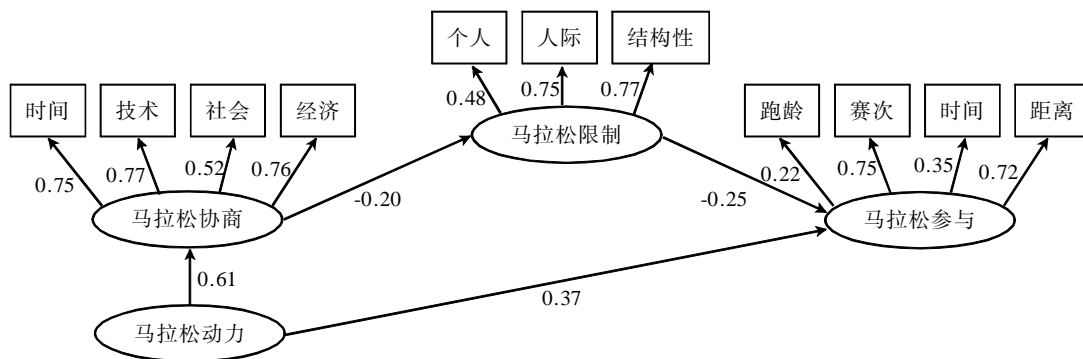 个人 人际 结构性
0.48 0.75 0.77
时间 技术 社会 经济
马拉松限制
跑龄 赛次 时间 距离
0.75 0.77 0.52 0.76
-0.20
-0.25
0.22 0.75 0.35 0.72
马拉松协商
马拉松参与
0.61
0.37
马拉松动力